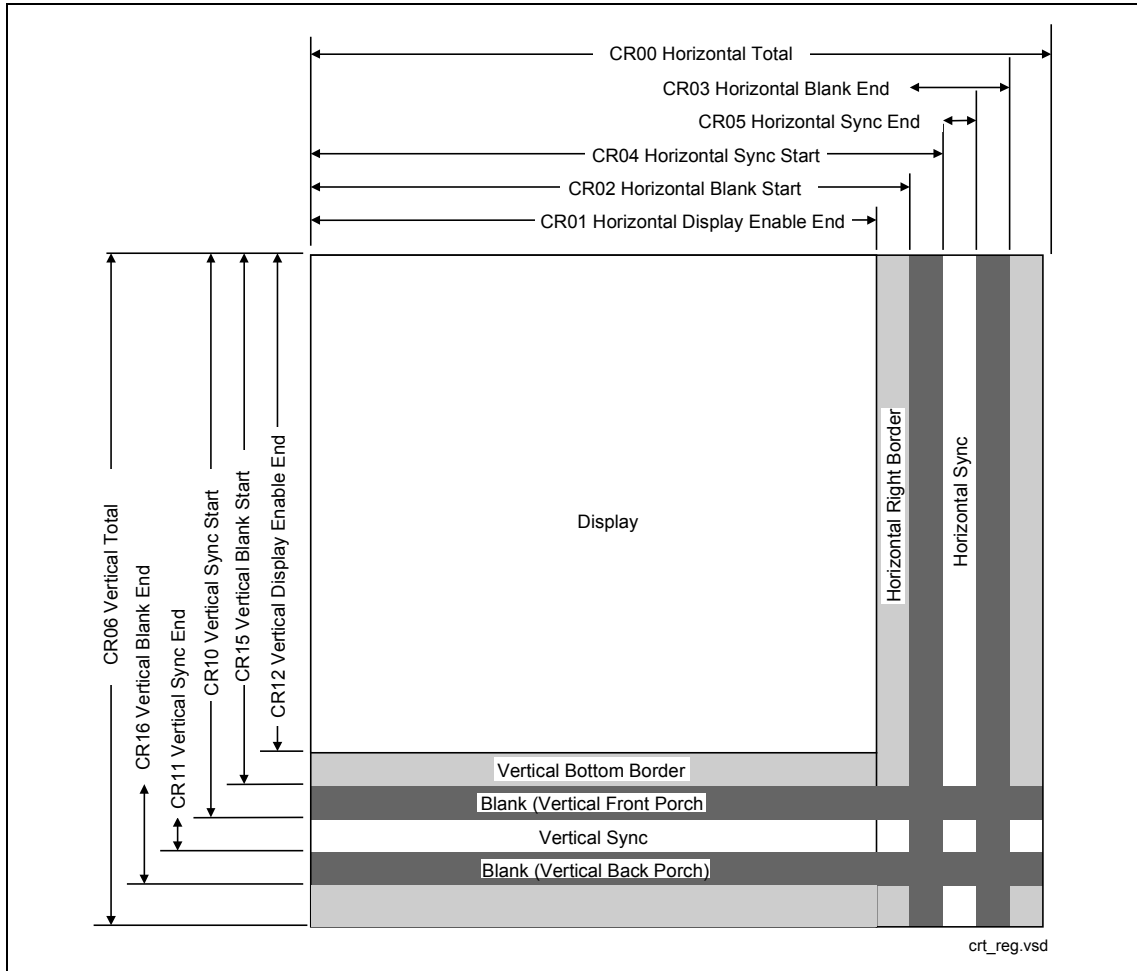 CR00 Horizontal Total
CR03 Horizontal Blank End
CR05 Horizontal Sync End
CR04 Horizontal Sync Start
CR02 Horizontal Blank Start
CR01 Horizontal Display Enable End
CR06 Vertical Total
CR16 Vertical Blank End
CR11 Vertical Sync End
CR10 Vertical Sync Start
CR15 Vertical Blank Start
CR12 Vertical Display Enable End
Display
Horizontal Right Border
Horizontal Sync
Vertical Bottom Border
Blank (Vertical Front Porch
Vertical Sync
Blank (Vertical Back Porch)
crt_reg.vsd